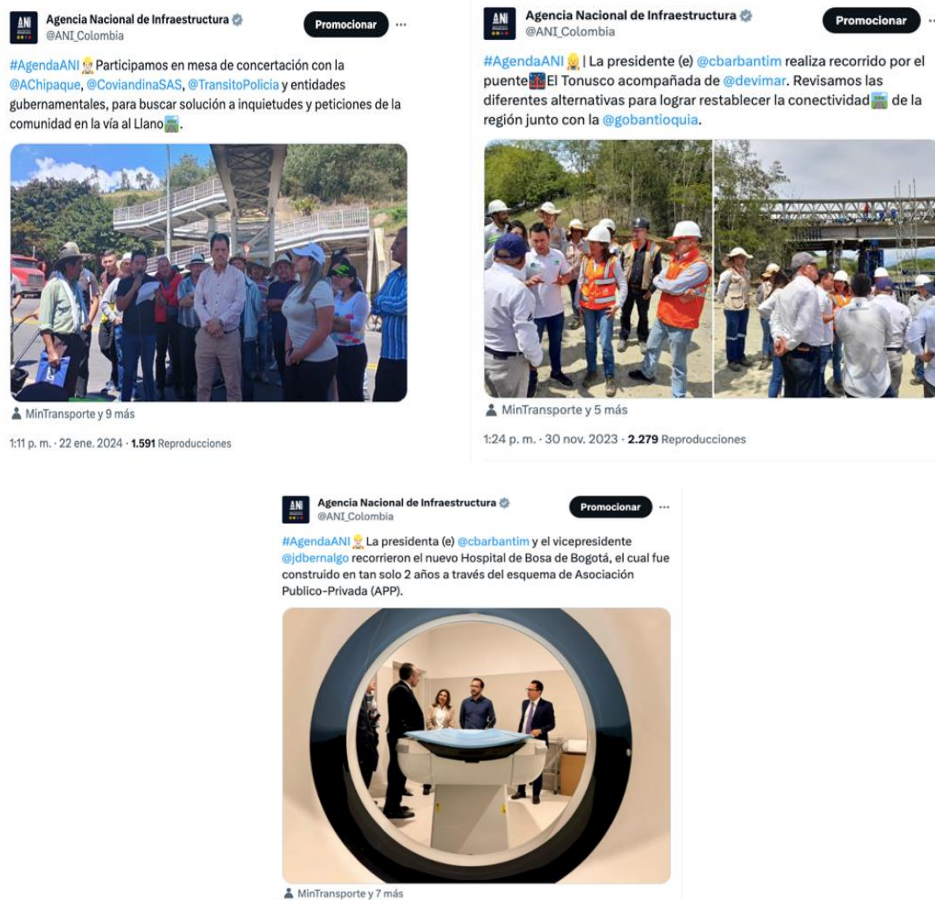 Agencia Nacional de Infraestructura
@ANI_Colombia
Promocionar
#AgendaANI Participamos en mesa de concertación con la
@AChipaque, @CoviandinaSAS, @TransitoPolicia y entidades
gubernamentales, para buscar solución a inquietudes y peticiones de la
comunidad en la vía al Llano.
MinTransporte y 9 más
1:11 p. m. · 22 ene. 2024 · 1.591 Reproducciones
Agencia Nacional de Infraestructura
@ANI_Colombia
Promocionar
#AgendaANI | La presidente (e) @cbarbantim realiza recorrido por el
puente El Tonusco acompañada de @devimar. Revisamos las
diferentes alternativas para lograr restablecer la conectividad de la
región junto con la @gobantioquia.
MinTransporte y 5 más
1:24 p. m. · 30 nov. 2023 · 2.279 Reproducciones
Agencia Nacional de Infraestructura
@ANI_Colombia
Promocionar
#AgendaANI La presidenta (e) @cbarbantim y el vicepresidente
@jdbernalgo recorrieron el nuevo Hospital de Bosa de Bogotá, el cual fue
construido en tan solo 2 años a través del esquema de Asociación
Publico-Privada (APP).
MinTransporte y 7 más